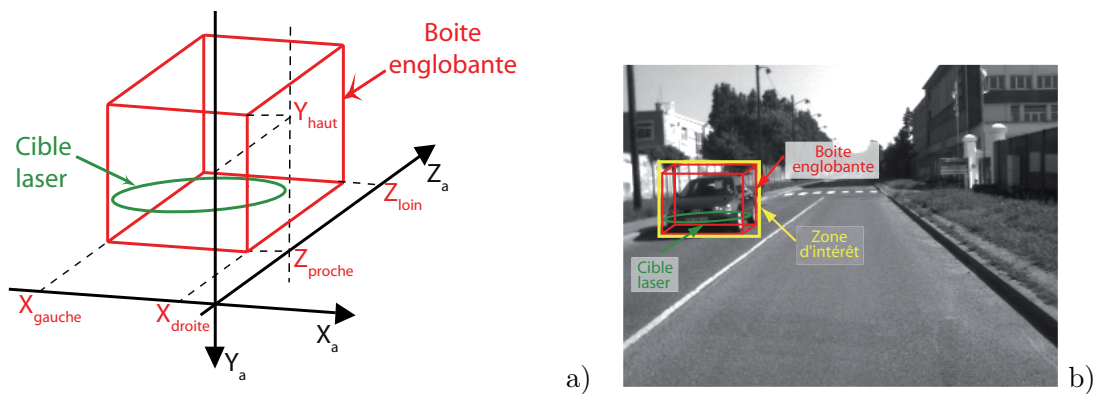 Boite
englobante
Y haut
Cible
laser
Z a
Z loin
Z proche
X gauche
X droite
X a
Y a
a)
Boite
englobante
Zone
d'intérêt
Cible
laser
b)